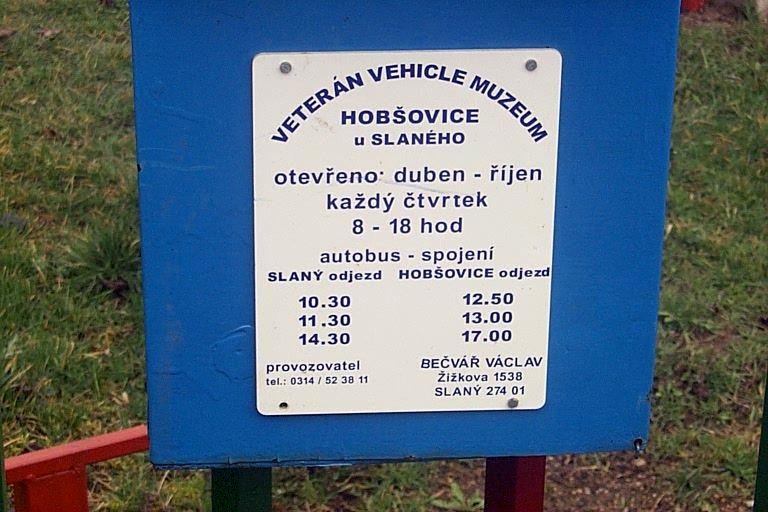 VETERÁN VEHICLE MUZEUM
HOBŠOVICE
u SLANÉHO
otevřeno: duben - říjen
každý čtvrtek
8 - 18 hod
autobus - spojení
SLANÝ odjezd HOBŠOVICE odjezd
10.30 12.50
11.30 13.00
14.30 17.00
provozovatel BEČVÁŘ VÁCLAV
tel.: 0314 / 52 38 11 Žižkova 1538
SLANÝ 274 01